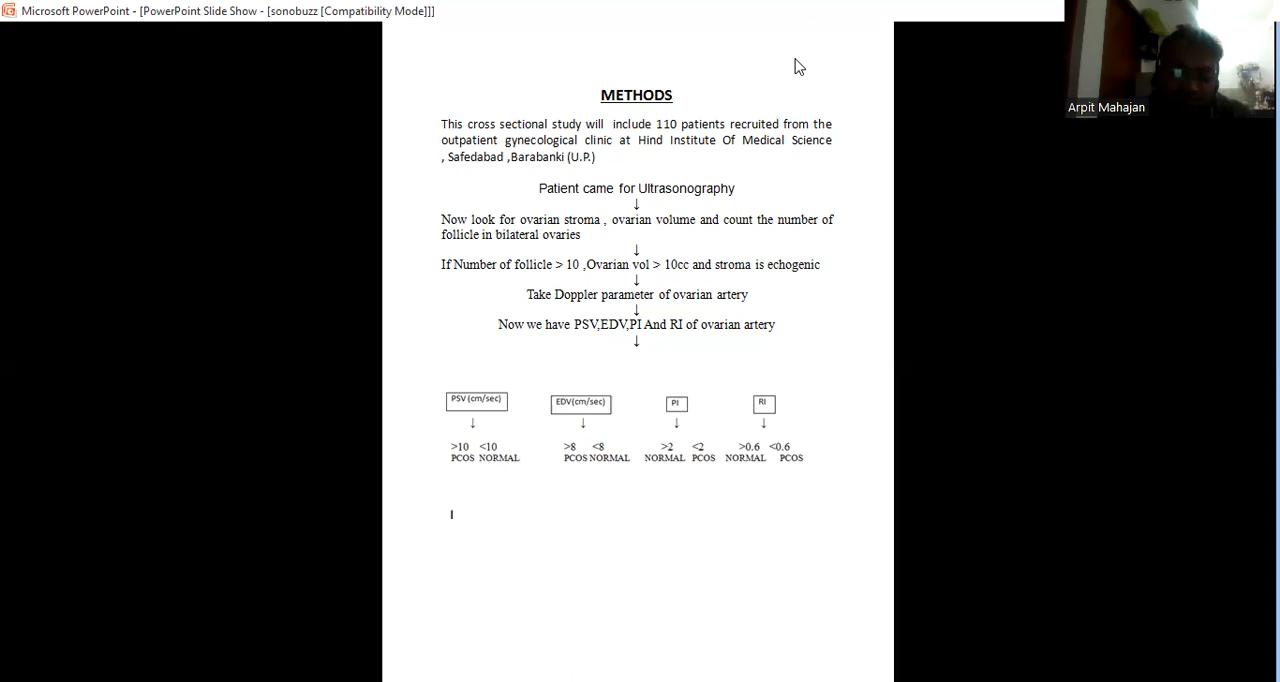 Microsoft PowerPoint - [PowerPoint Slide Show - [sonobuzz [Compatibility Mode]]]
Arpit Mahajan
METHODS
This cross sectional study will include 110 patients recruited from the
outpatient gynecological clinic at Hind Institute Of Medical Science
, Safedabad ,Barabanki (U.P.)
Patient came for Ultrasonography
↓
Now look for ovarian stroma , ovarian volume and count the number of
follicle in bilateral ovaries
↓
If Number of follicle > 10 ,Ovarian vol > 10cc and stroma is echogenic
↓
Take Doppler parameter of ovarian artery
↓
Now we have PSV,EDV,PI And RI of ovarian artery
↓
PSV (cm/sec) EDV(cm/sec) PI RI
↓ ↓ ↓ ↓
>10 <10 >8 <8 >2 <2 >0.6 <0.6
PCOS NORMAL PCOS NORMAL NORMAL PCOS NORMAL PCOS